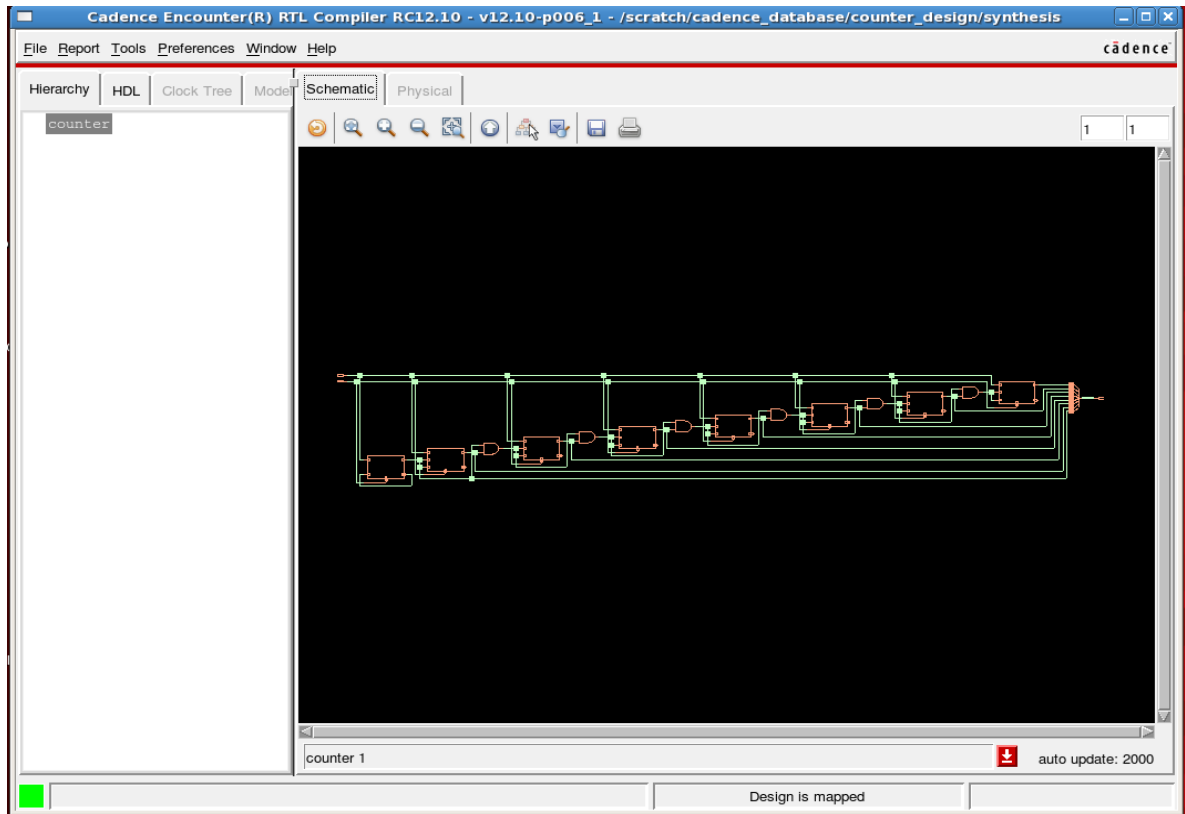 Cadence Encounter(R) RTL Compiler RC12.10 - v12.10-p006_1 - /scratch/cadence_database/counter_design/synthesis
File Report Tools Preferences Window Help
cādence
Hierarchy HDL Clock Tree Model Schematic Physical
counter
1 1
counter 1
auto update: 2000
Design is mapped